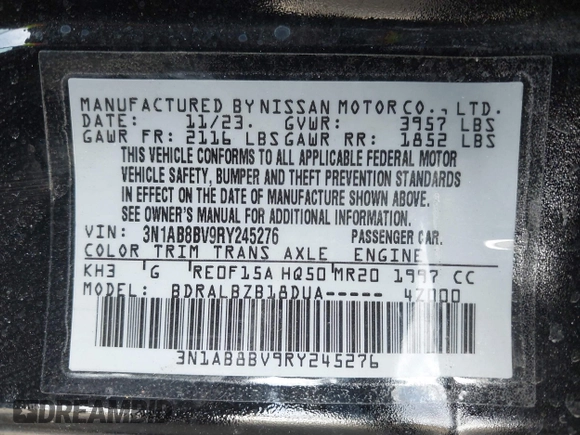 MANUFACTURED BY NISSAN MOTOR CO., LTD.
DATE: 11/23. GVWR: 3957 LBS
GAWR FR: 2116 LBS GAWR RR: 1852 LBS
THIS VEHICLE CONFORMS TO ALL APPLICABLE FEDERAL MOTOR
VEHICLE SAFETY, BUMPER AND THEFT PREVENTION STANDARDS
IN EFFECT ON THE DATE OF MANUFACTURE SHOWN ABOVE.
SEE OWNER'S MANUAL FOR ADDITIONAL INFORMATION.
VIN: 3N1AB8BV9RY245276 PASSENGER CAR.
COLOR TRIM TRANS AXLE ENGINE
KH3 G RE0F15A HQ50 MR20 1997 CC
MODEL: BDRALBZB18DUA----- 4Z000
3N1AB8BV9RY245276
DREAMBID